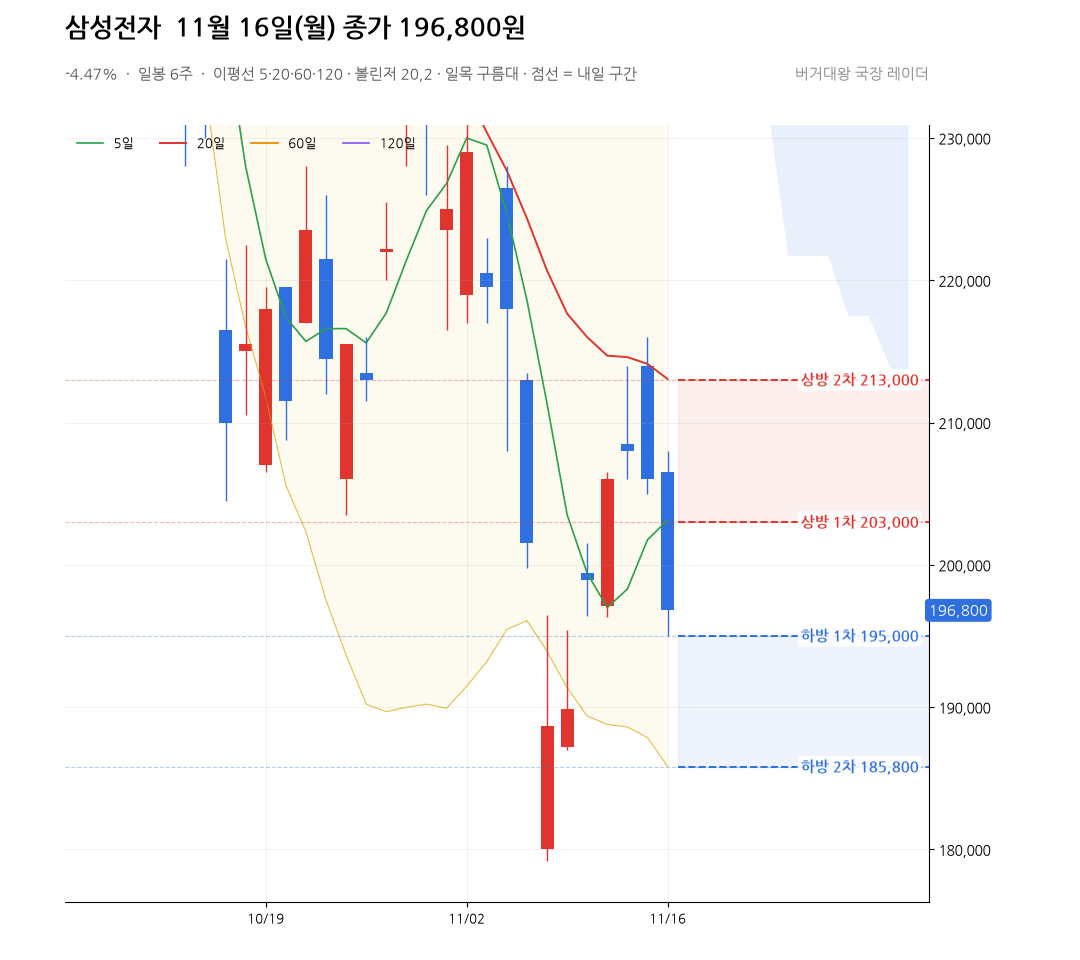 삼성전자 11월 16일(월) 종가 196,800원
-4.47% · 일봉 6주 · 이평선 5·20·60·120 · 볼린저 20,2 · 일목 구름대 · 점선 = 내일 구간
버거대왕 국장 레이더
5일 20일 60일 120일
230,000
220,000
상방 2차 213,000
210,000
상방 1차 203,000
200,000
196,800
하방 1차 195,000
190,000
하방 2차 185,800
180,000
10/19 11/02 11/16